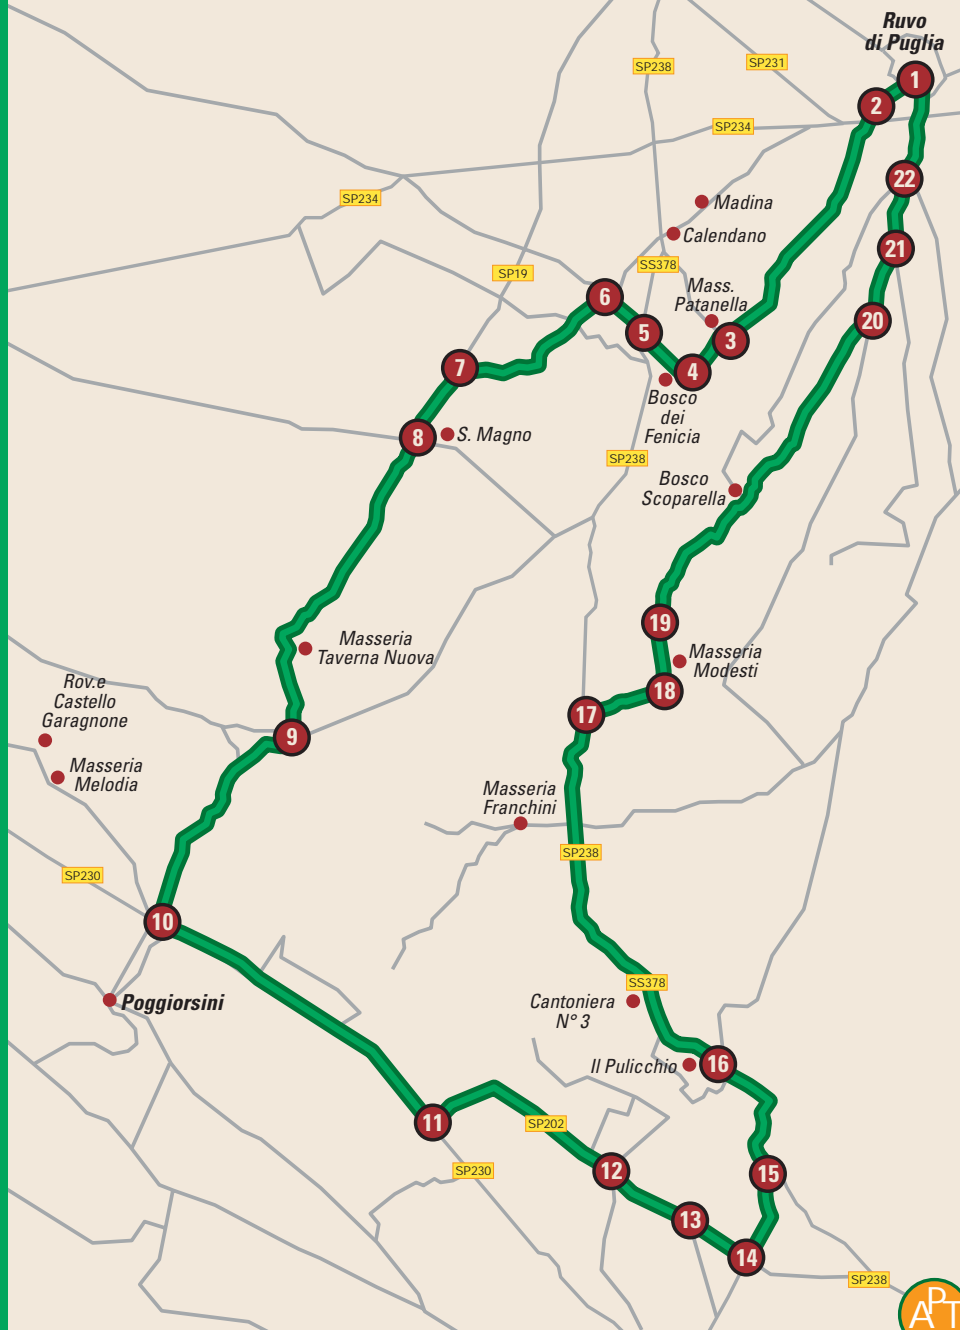 Ruvo
di Puglia
SP238
SP231
1
2
SP234
22
SP234
Madina
Calendano
21
SS378
SP19
Mass.
Patanella
6
5
3
20
7
4
Bosco
dei
Fenicia
8
S. Magno
SP238
Bosco
Scoparella
19
Masseria
Taverna Nuova
Masseria
Modesti
Rov.e
Castello
Garagnone
18
17
9
Masseria
Melodia
Masseria
Franchini
SP238
SP230
10
SS378
Poggiorsini
Cantoniera
N° 3
Il Pulicchio
16
11
SP202
SP230
12
15
13
14
SP238
APT